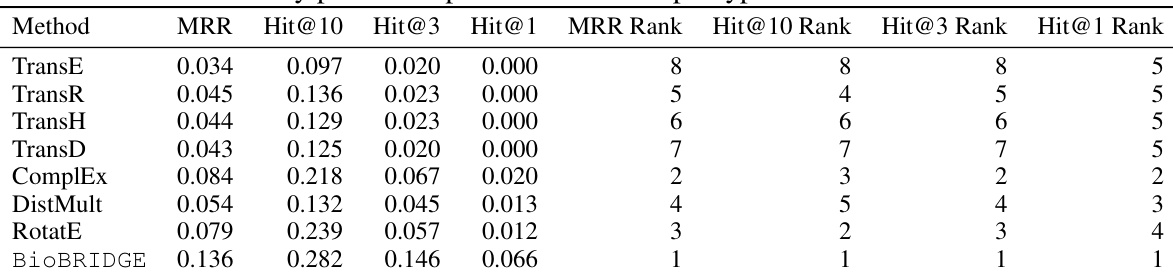 Method MRR Hit@10 Hit@3 Hit@1 MRR Rank Hit@10 Rank Hit@3 Rank Hit@1 Rank
TransE 0.034 0.097 0.020 0.000 8 8 8 5
TransR 0.045 0.136 0.023 0.000 5 4 5 5
TransH 0.044 0.129 0.023 0.000 6 6 6 5
TransD 0.043 0.125 0.020 0.000 7 7 7 5
ComplEx 0.084 0.218 0.067 0.020 2 3 2 2
DistMult 0.054 0.132 0.045 0.013 4 5 4 3
RotatE 0.079 0.239 0.057 0.012 3 2 3 4
BioBRIDGE 0.136 0.282 0.146 0.066 1 1 1 1